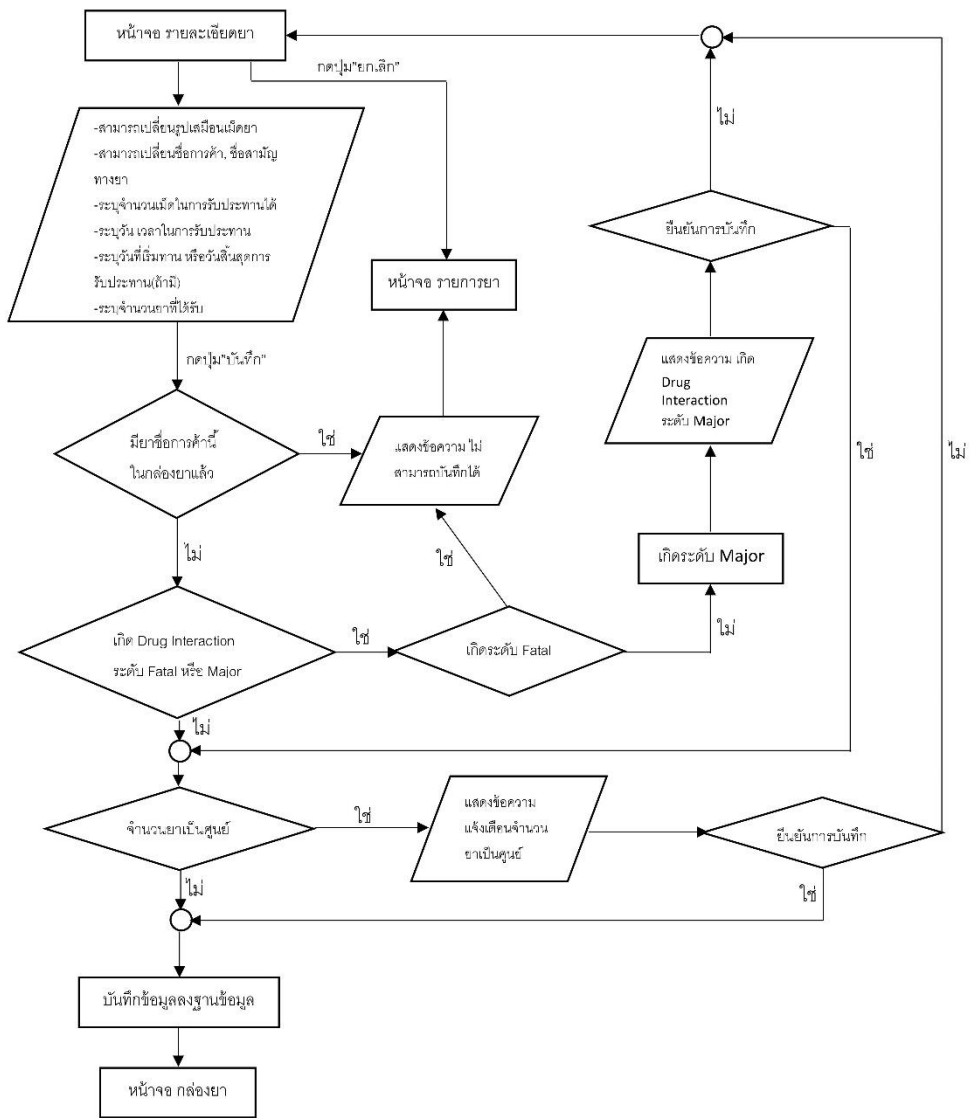 หน้าจอ รายละเอียดยา
กดปุ่ม"ยกเลิก"
-สามารถเปลี่ยนรูปเสมือนเม็ดยา
-สามารถเปลี่ยนชื่อการค้า, ชื่อสามัญ
ทางยา
-ระบุจำนวนเม็ดในการรับประทานได้
-ระบุวัน เวลาในการรับประทาน
-ระบุวันที่เริ่มทาน หรือวันสิ้นสุดการ
รับประทาน(ถ้ามี)
-ระบุจำนวนยาที่ได้รับ
ไม่
ยืนยันการบันทึก
หน้าจอ รายการยา
กดปุ่ม"บันทึก"
แสดงข้อความ เกิด
Drug
Interaction
ระดับ Major
มียาชื่อการค้านี้
ในกล่องยาแล้ว
ใช่
แสดงข้อความ ไม่
สามารถบันทึกได้
ใช่
ไม่
ไม่
ใช่
เกิดระดับ Major
เกิด Drug Interaction
ระดับ Fatal หรือ Major
ใช่
เกิดระดับ Fatal
ไม่
ไม่
จำนวนยาเป็นศูนย์
ใช่
แสดงข้อความ
แจ้งเตือนจำนวน
ยาเป็นศูนย์
ยืนยันการบันทึก
ไม่
ใช่
บันทึกข้อมูลลงฐานข้อมูล
หน้าจอ กล่องยา